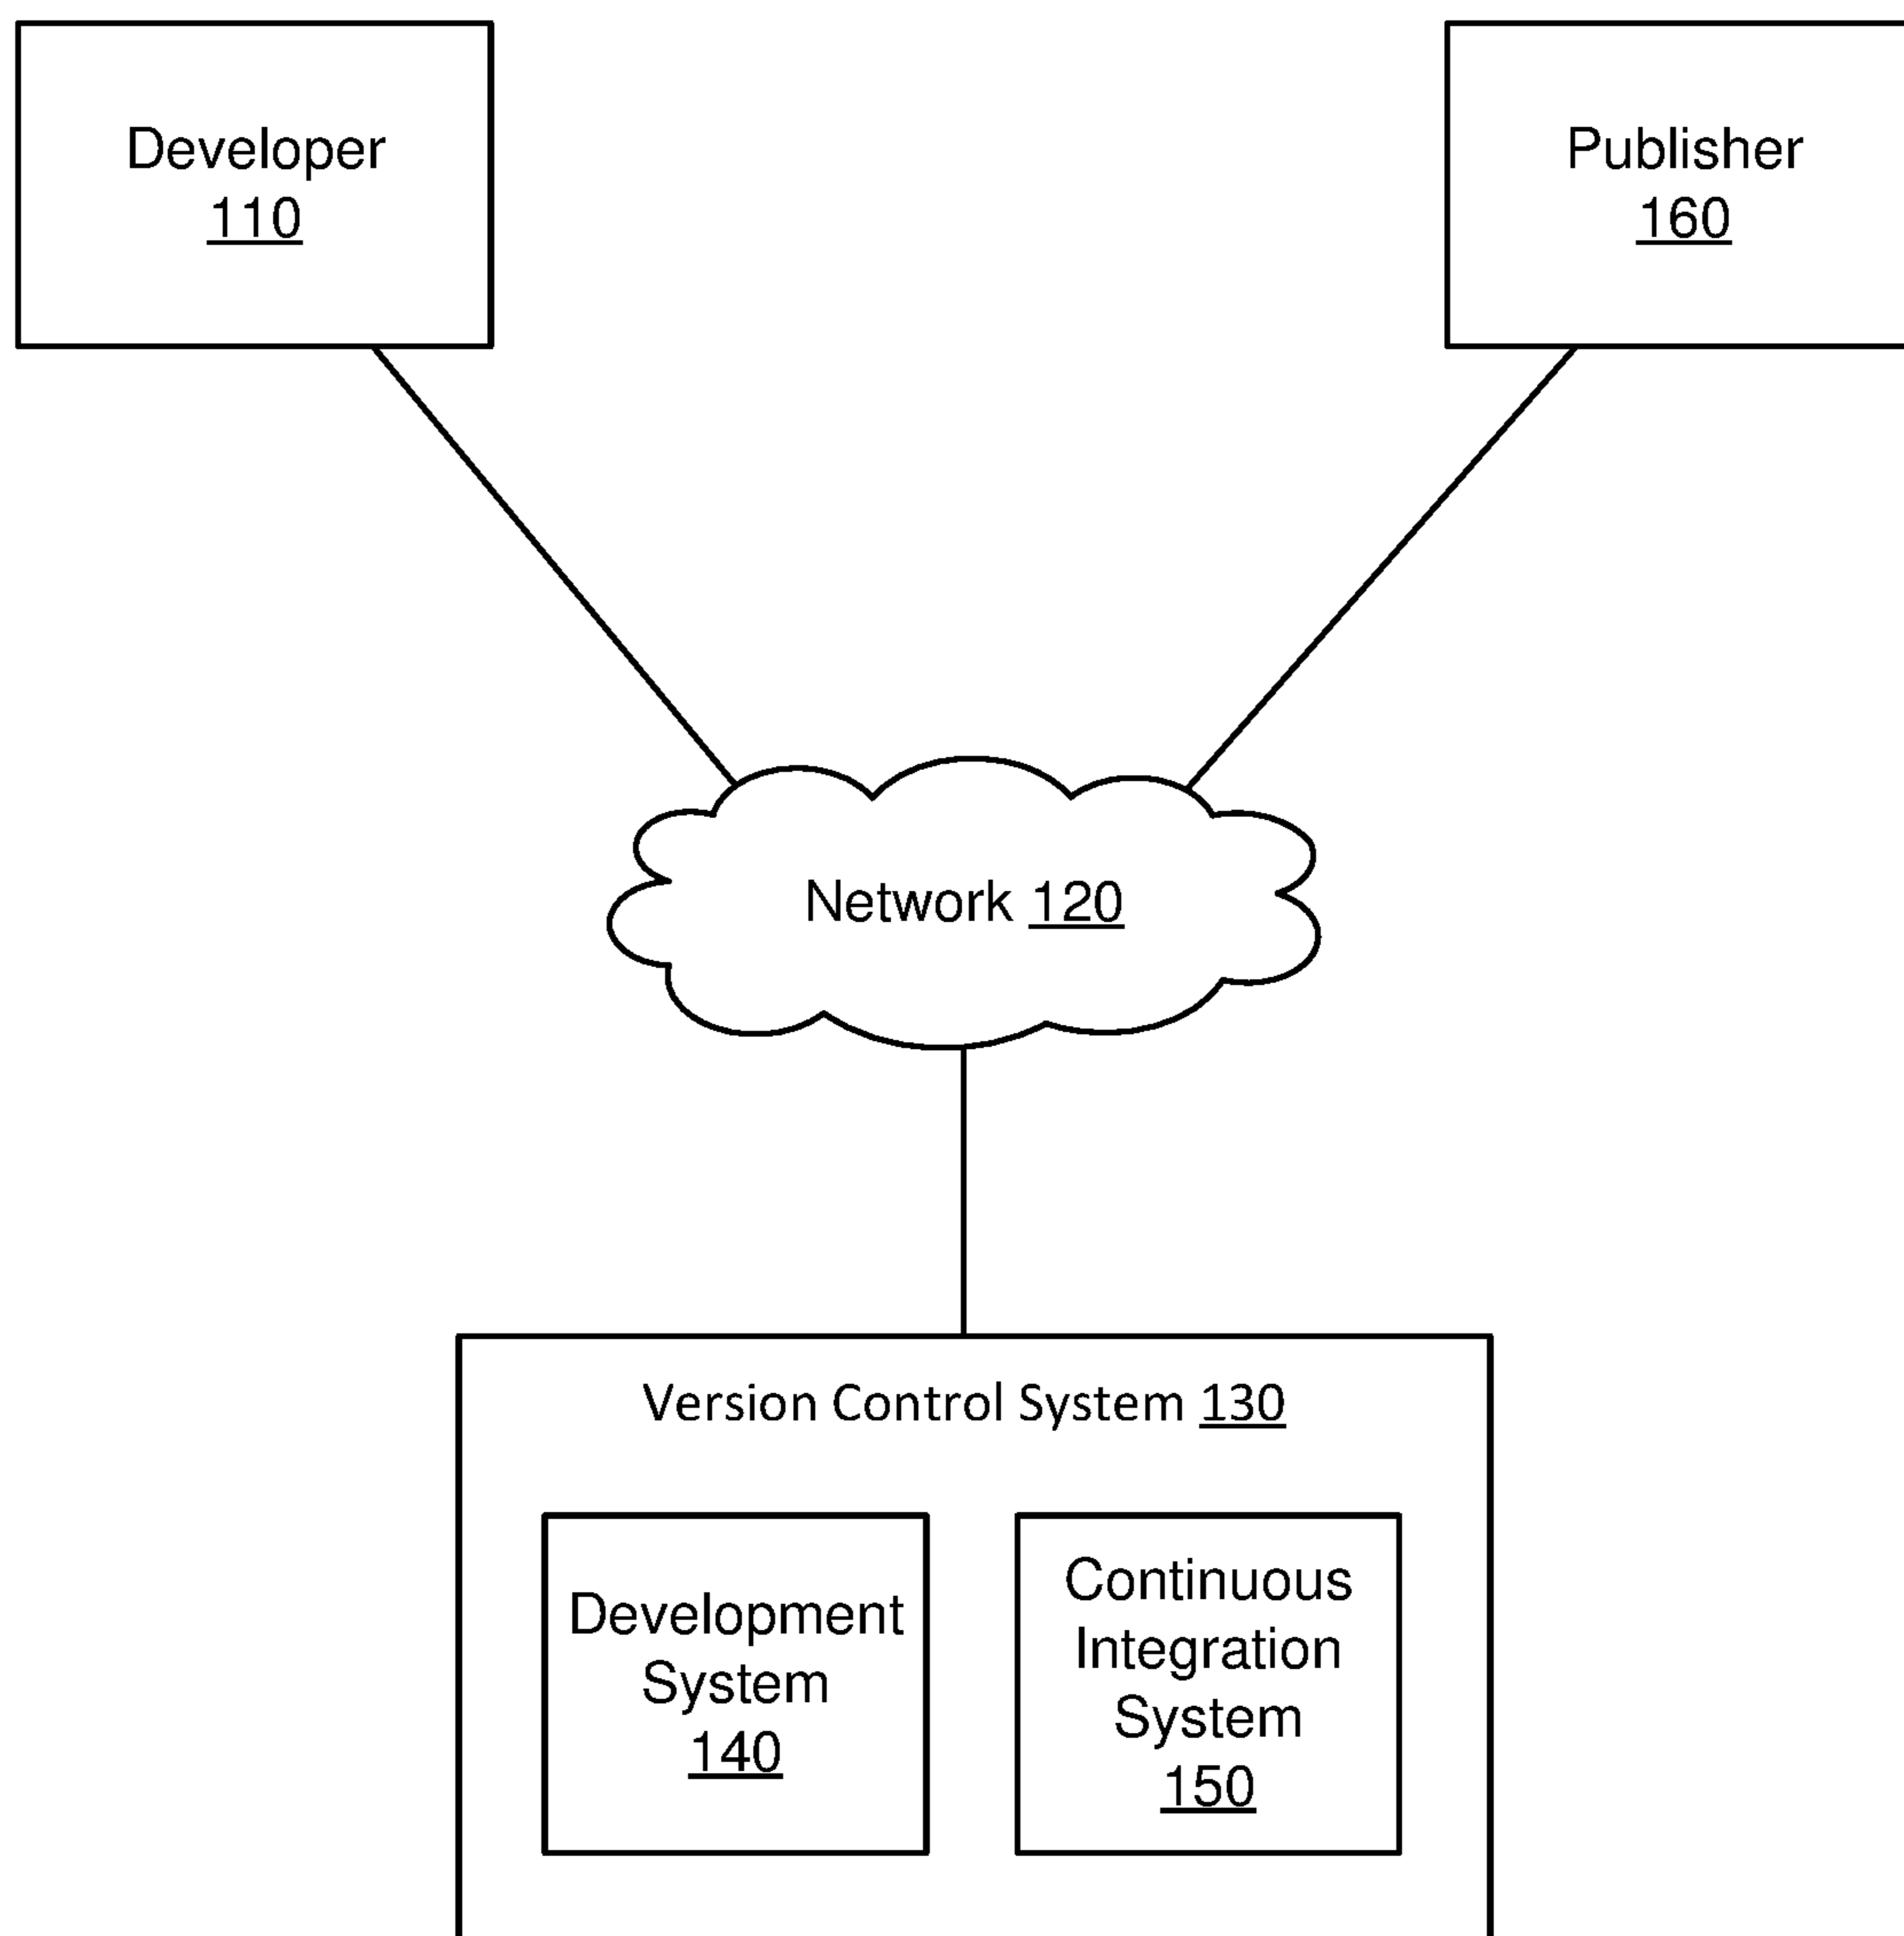 Developer
110
Publisher
160
Network 120
Version Control System 130
Development
System
140
Continuous
Integration
System
150